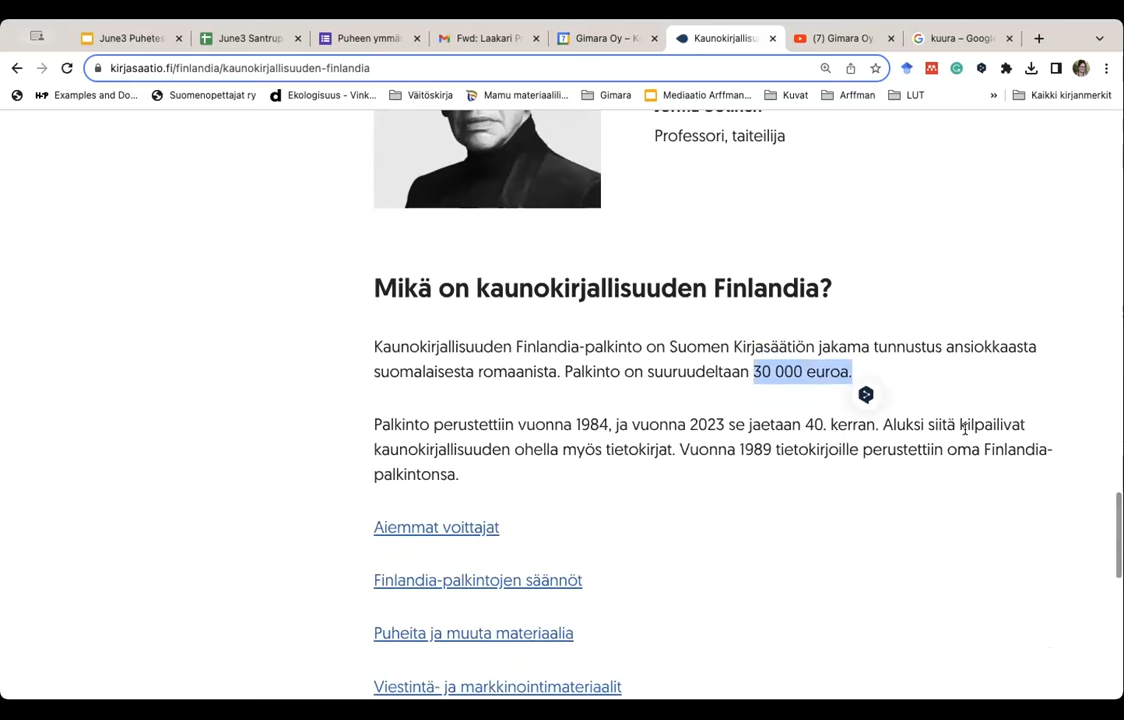 June3 Puhetes
June3 Santrup
Puheen ymmä
Fwd: Laakari P
Gimara Oy – K
Kaunokirjallisu
(7) Gimara Oy
kuura – Google
kirjasaatio.fi/finlandia/kaunokirjallisuuden-finlandia
Examples and Do...
Suomenopettajat ry
Ekologisuus - Vink...
Väitöskirja
Mamu materiaalil...
Gimara
Mediaatio Arffman...
Kuvat
Arffman
LUT
»
Kaikki kirjanmerkit
Professori, taiteilija
Mikä on kaunokirjallisuuden Finlandia?
Kaunokirjallisuuden Finlandia-palkinto on Suomen Kirjasäätiön jakama tunnustus ansiokkaasta
suomalaisesta romaanista. Palkinto on suuruudeltaan 30 000 euroa.
Palkinto perustettiin vuonna 1984, ja vuonna 2023 se jaetaan 40. kerran. Aluksi siitä kilpailivat
kaunokirjallisuuden ohella myös tietokirjat. Vuonna 1989 tietokirjoille perustettiin oma Finlandia-
palkintonsa.
Aiemmat voittajat
Finlandia-palkintojen säännöt
Puheita ja muuta materiaalia
Viestintä- ja markkinointimateriaalit